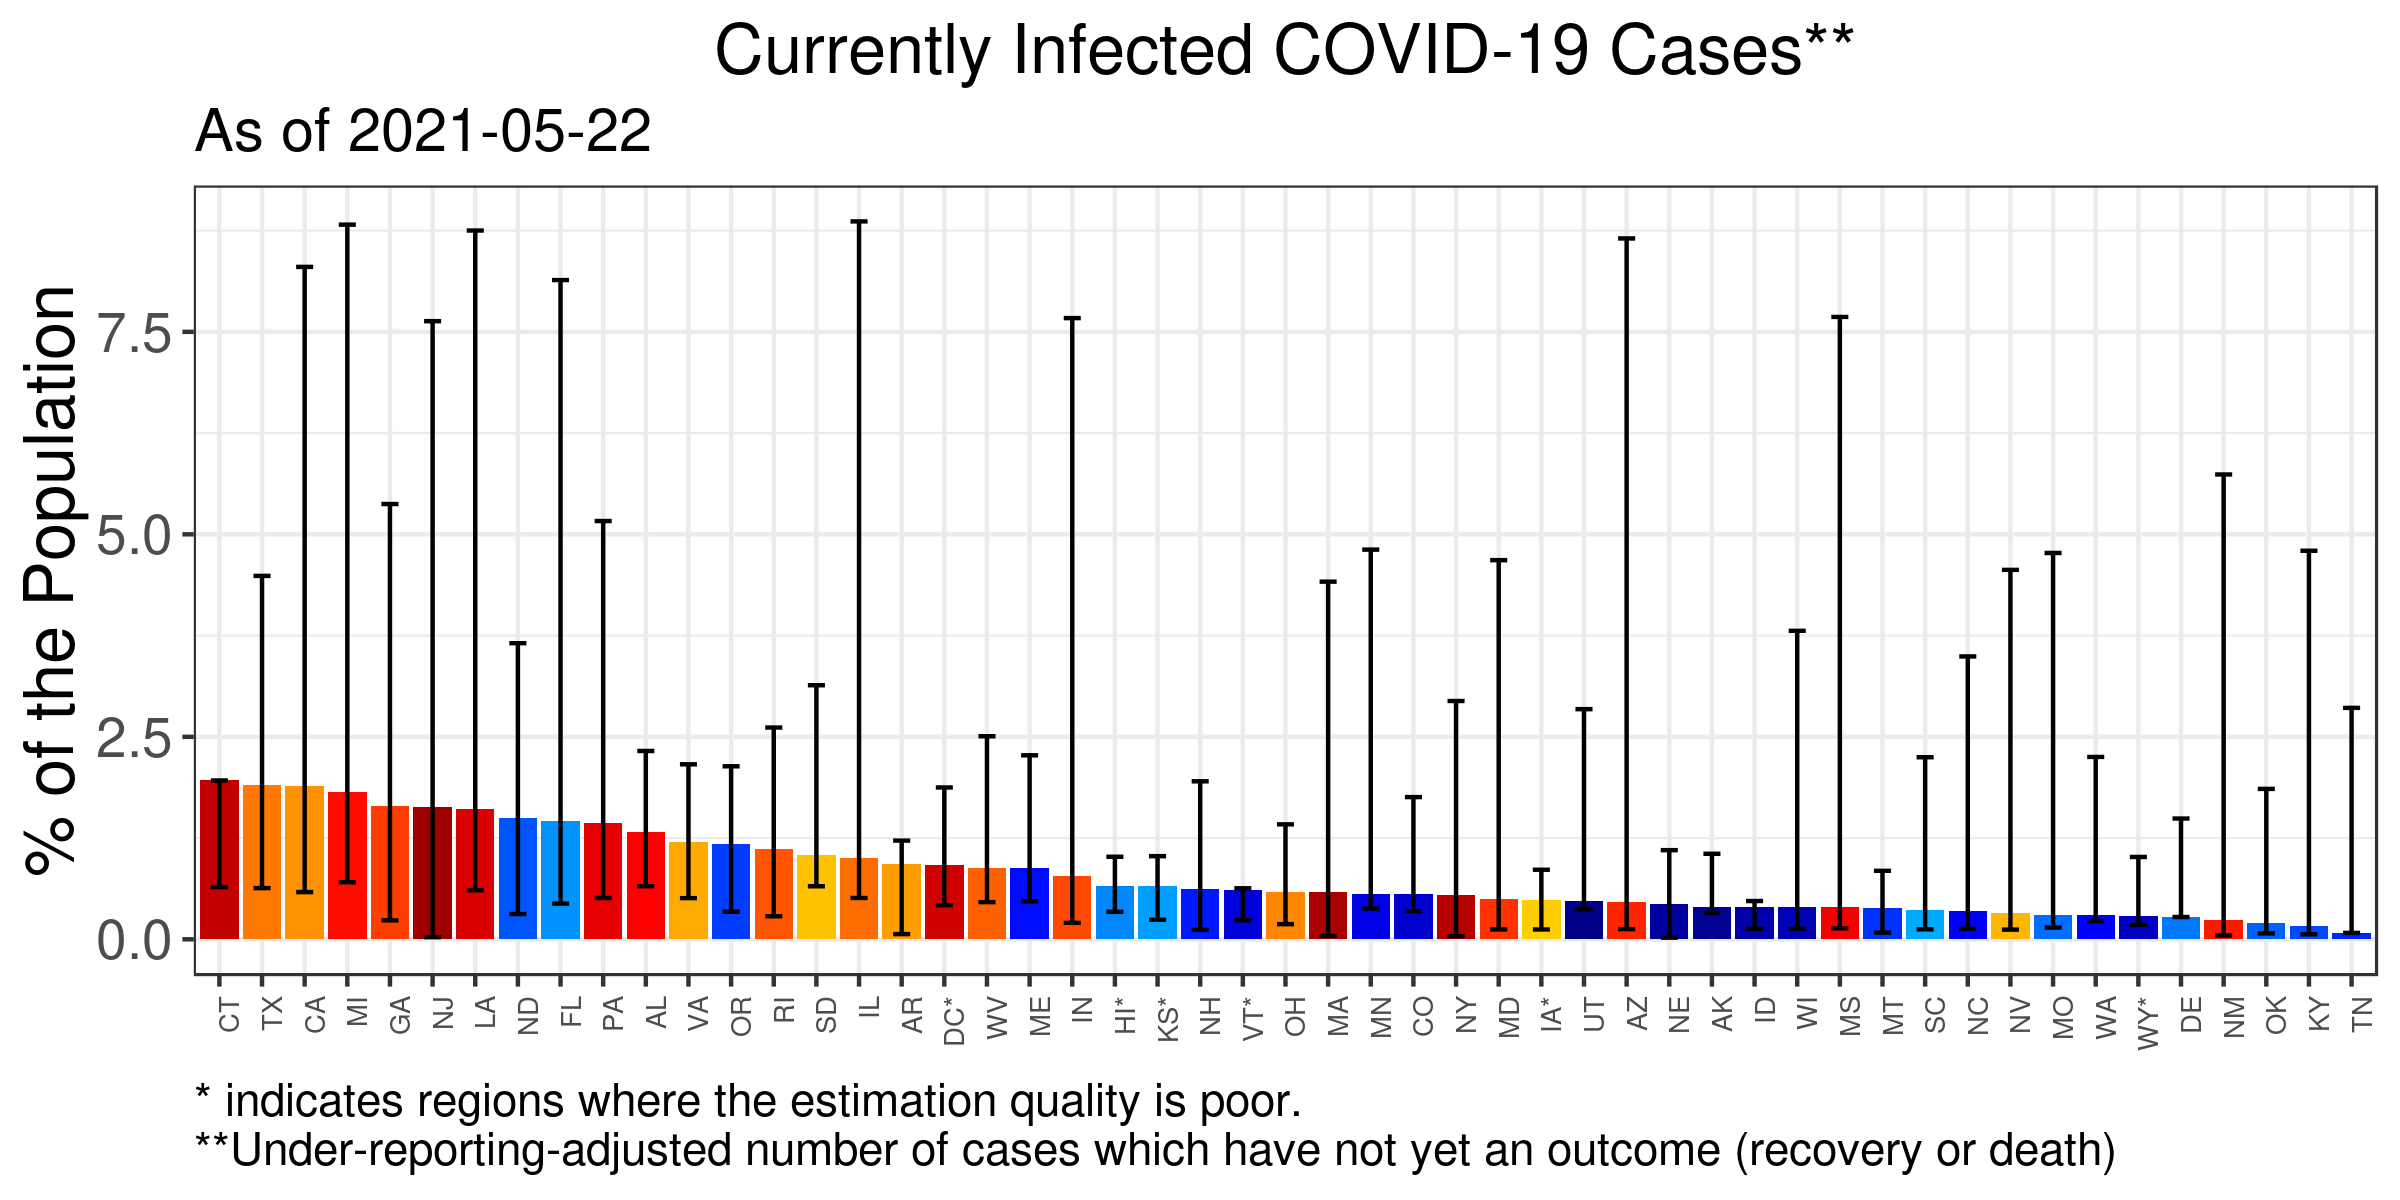 Currently Infected COVID-19 Cases**
As of 2021-05-22
% of the Population
7.5
5.0
2.5
0.0
CT TX CA MI GA NJ LA ND FL PA AL VA OR RI SD IL AR DC* WV ME IN HI* KS* NH VT* OH MA MN CO NY MD IA* UT AZ NE AK ID WI MS MT SC NC NV MO WA WY* DE NM OK KY TN
* indicates regions where the estimation quality is poor.
**Under-reporting-adjusted number of cases which have not yet an outcome (recovery or death)